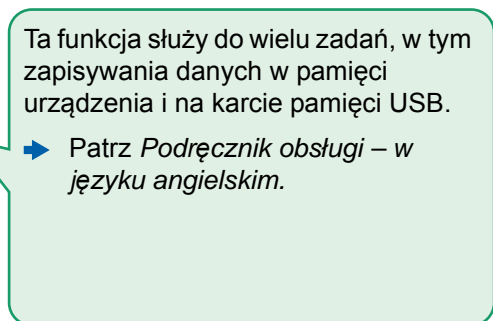 Ta funkcja służy do wielu zadań, w tym
zapisywania danych w pamięci
urządzenia i na karcie pamięci USB.
Patrz Podręcznik obsługi – w
języku angielskim.